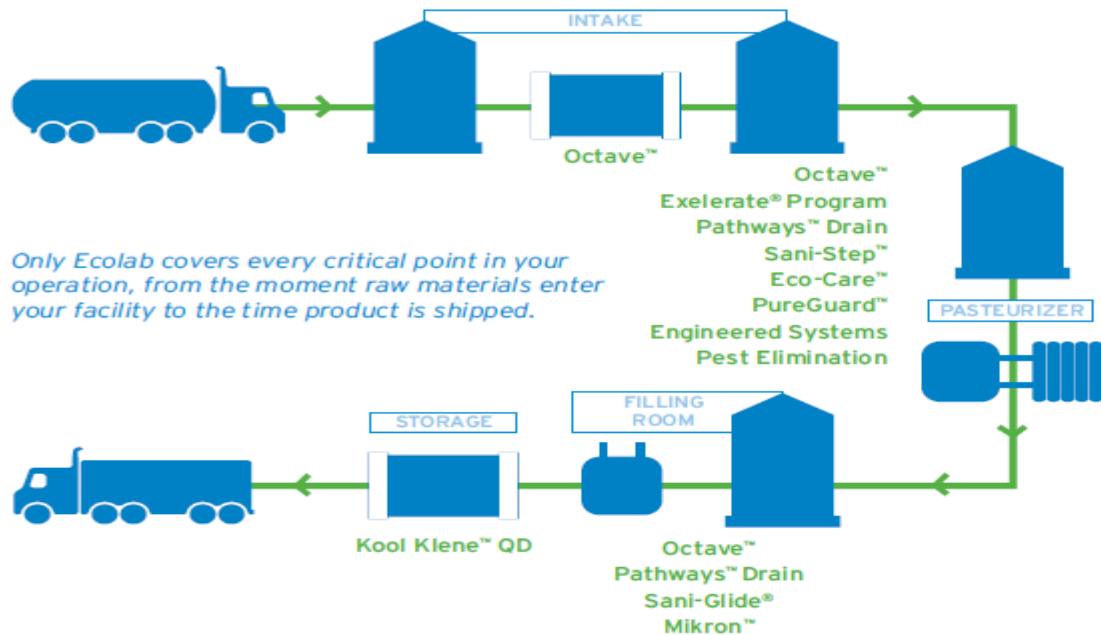 INTAKE
Octave™
Octave™
Exelerate® Program
Pathways™ Drain
Sani-Step™
Eco-Care™
PureGuard™
Engineered Systems
Pest Elimination
Only Ecolab covers every critical point in your
operation, from the moment raw materials enter
your facility to the time product is shipped.
PASTEURIZER
STORAGE
FILLING
ROOM
Kool Klene™ QD
Octave™
Pathways™ Drain
Sani-Glide®
Mikron™